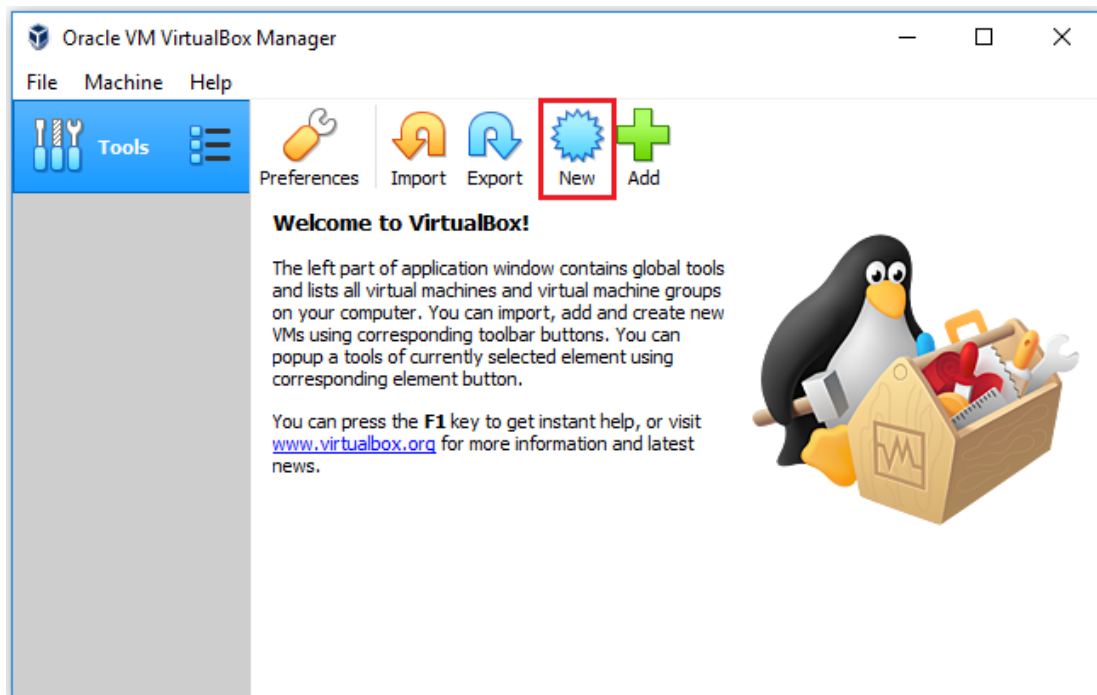 Oracle VM VirtualBox Manager
File Machine Help
Tools
Preferences Import Export New Add
Welcome to VirtualBox!
The left part of application window contains global tools
and lists all virtual machines and virtual machine groups
on your computer. You can import, add and create new
VMs using corresponding toolbar buttons. You can
popup a tools of currently selected element using
corresponding element button.
You can press the F1 key to get instant help, or visit
www.virtualbox.org for more information and latest
news.